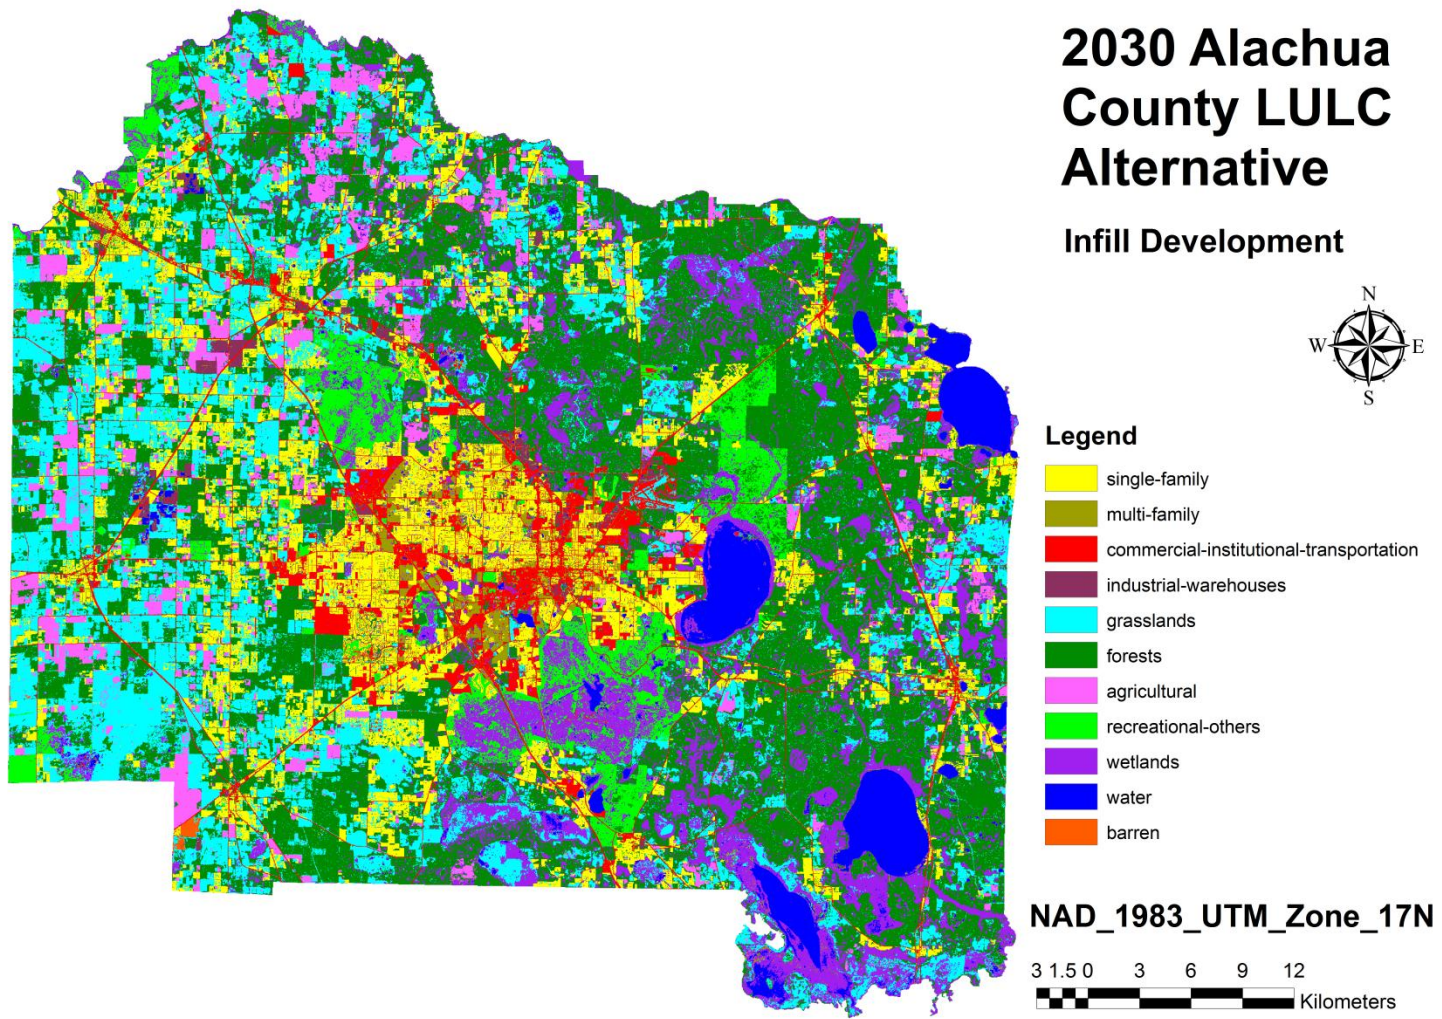 2030 Alachua
County LULC
Alternative
Infill Development
N
W E
S
Legend
single-family
multi-family
commercial-institutional-transportation
industrial-warehouses
grasslands
forests
agricultural
recreational-others
wetlands
water
barren
NAD_1983_UTM_Zone_17N
3 1.5 0 3 6 9 12
Kilometers